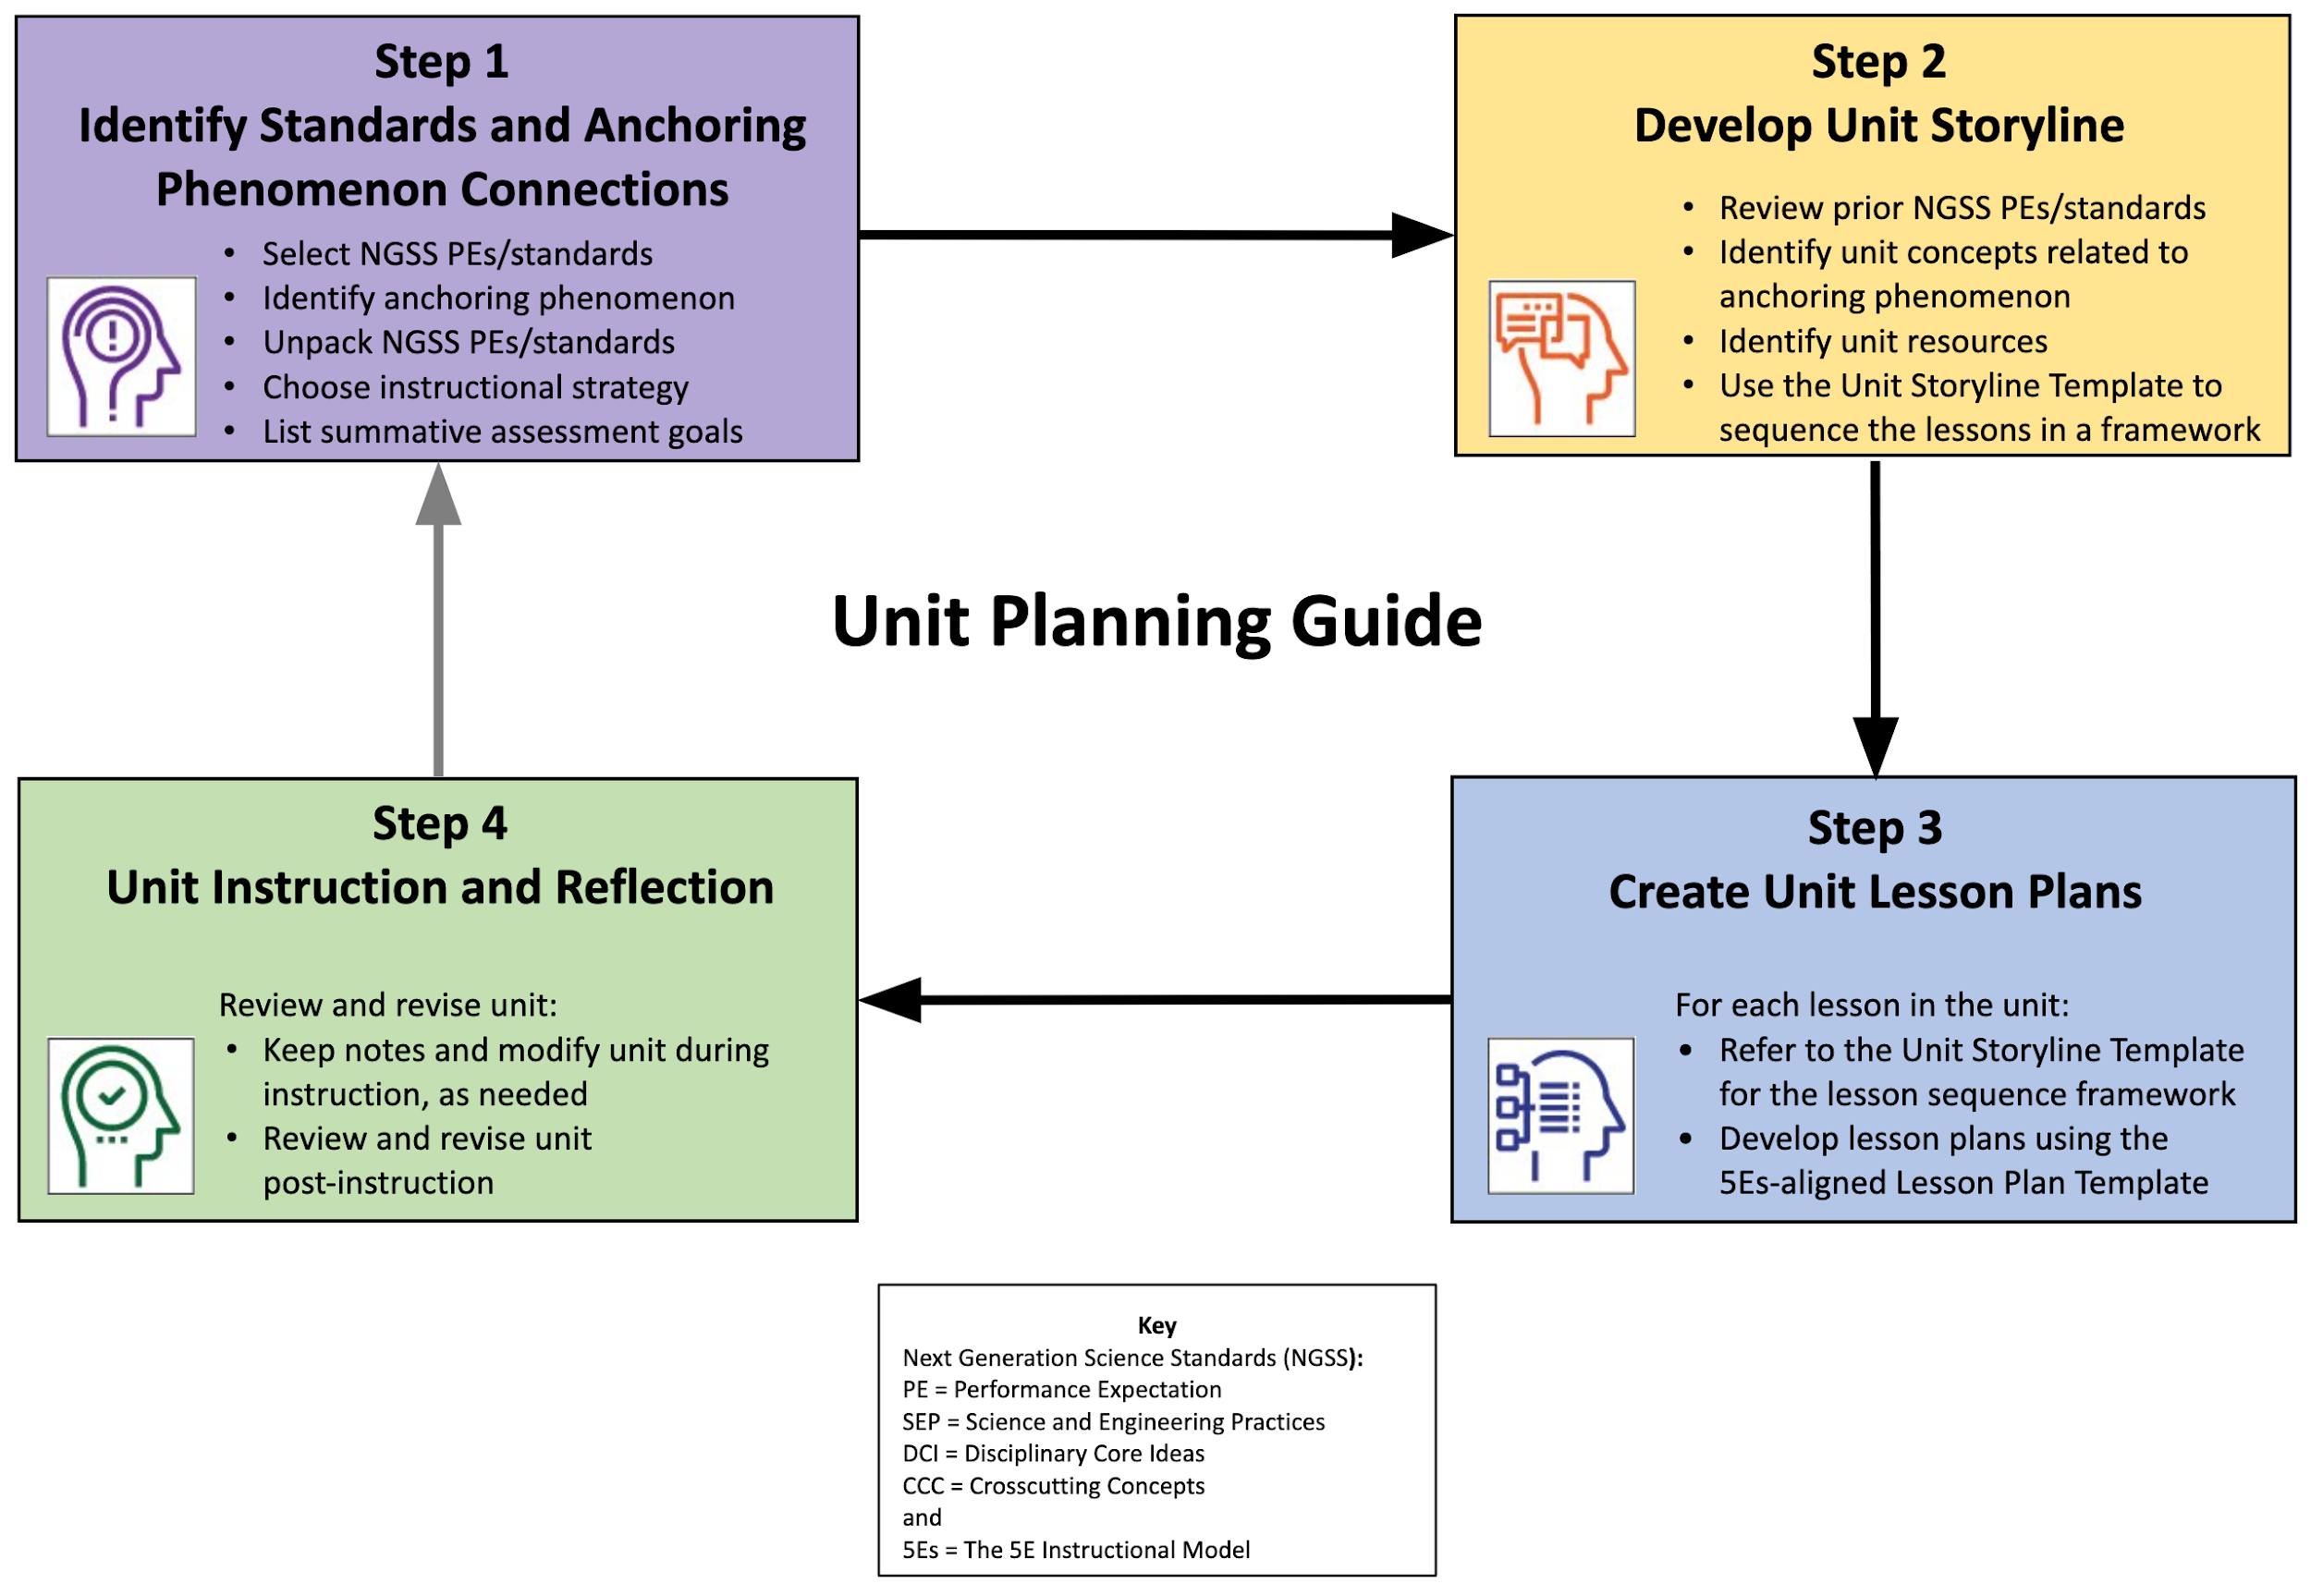 Step 1
Identify Standards and Anchoring
Phenomenon Connections
• Select NGSS PEs/standards
• Identify anchoring phenomenon
• Unpack NGSS PEs/standards
• Choose instructional strategy
• List summative assessment goals
Step 2
Develop Unit Storyline
• Review prior NGSS PEs/standards
• Identify unit concepts related to
anchoring phenomenon
• Identify unit resources
• Use the Unit Storyline Template to
sequence the lessons in a framework
Unit Planning Guide
Step 3
Create Unit Lesson Plans
For each lesson in the unit:
• Refer to the Unit Storyline Template
for the lesson sequence framework
• Develop lesson plans using the
5Es-aligned Lesson Plan Template
Step 4
Unit Instruction and Reflection
Review and revise unit:
• Keep notes and modify unit during
instruction, as needed
• Review and revise unit
post-instruction
Key
Next Generation Science Standards (NGSS):
PE = Performance Expectation
SEP = Science and Engineering Practices
DCI = Disciplinary Core Ideas
CCC = Crosscutting Concepts
and
5Es = The 5E Instructional Model